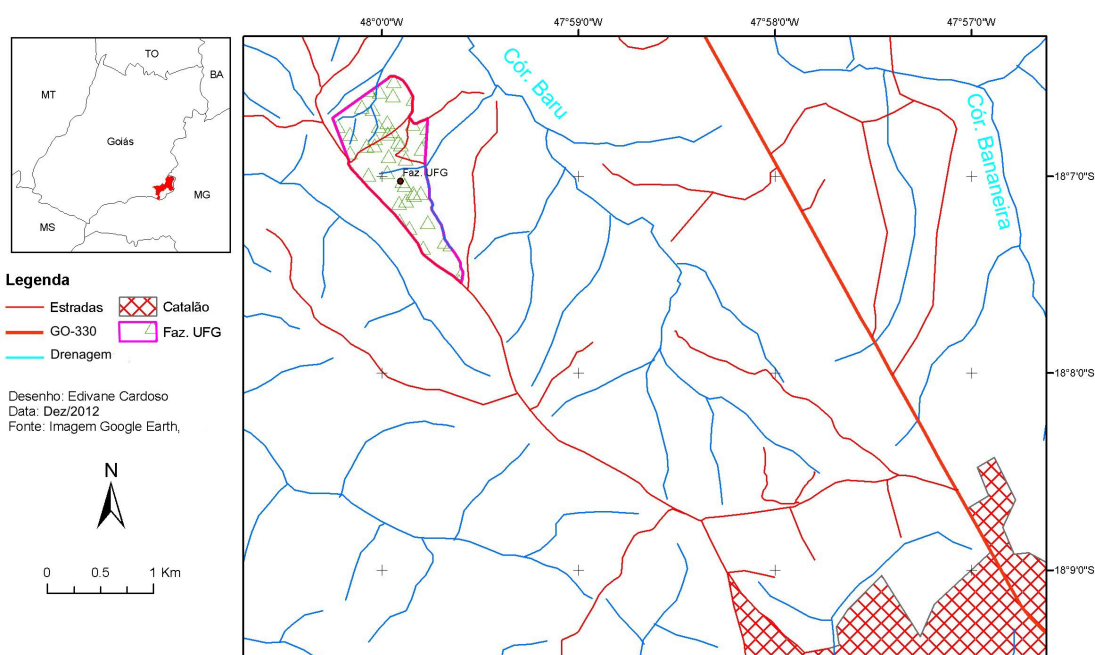 48°0'0"W
47°59'0"W
47°58'0"W
47°57'0"W
TO
BA
MT
Goiás
MG
MS
Cór. Baru
Cór. Bananeira
Faz. UFG
18°7'0"S
18°8'0"S
18°9'0"S
Legenda
Estradas
Catalão
GO-330
Faz. UFG
Drenagem
Desenho: Edivane Cardoso
Data: Dez/2012
Fonte: Imagem Google Earth,
N
0 0.5 1 Km